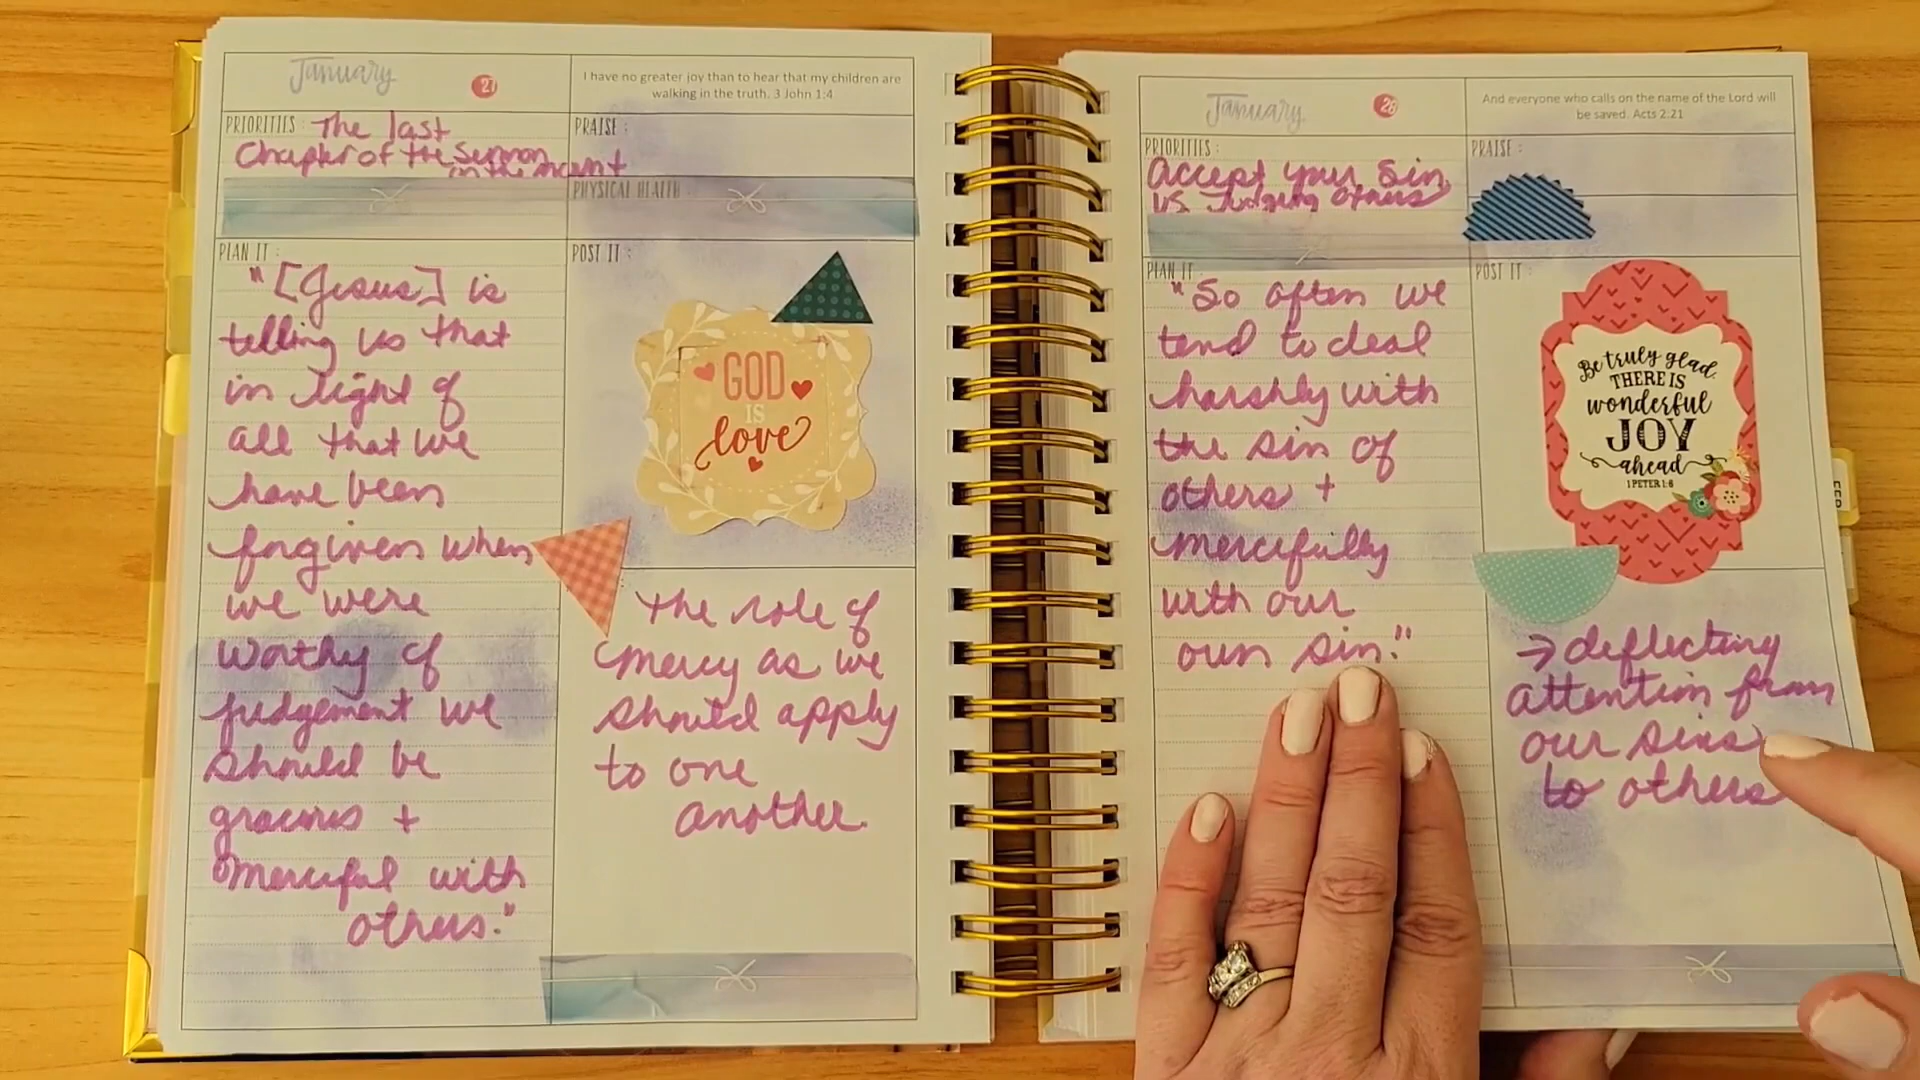 January 27
I have no greater joy than to hear that my children are
walking in the truth. 3 John 1:4
PRIORITIES : The last
Chapter of the Sermon
on the mount
PRAISE :
PHYSICAL HEALTH :
PLAN IT :
"[Jesus] is
telling us that
in light of
all that we
have been
forgiven when
we were
worthy of
judgement we
should be
gracious +
merciful with
others."
POST IT :
GOD
IS
love
The role of
mercy as we
should apply
to one
another.
January 28
And everyone who calls on the name of the Lord will
be saved. Acts 2:21
PRIORITIES :
Accept your Sin
vs. Judging others
PRAISE :
PLAN IT :
"So often we
tend to deal
harshly with
the sin of
others +
mercifully
with our
own sin."
POST IT :
Be truly glad.
THERE IS
wonderful
JOY
ahead
1 PETER 1:6
→ deflecting
attention from
our sins
to others
FEB